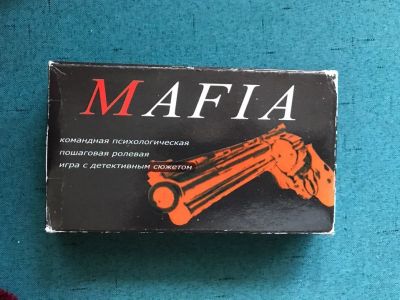 MAFIA
командная психологическая
пошаговая ролевая
игра с детективным сюжетом